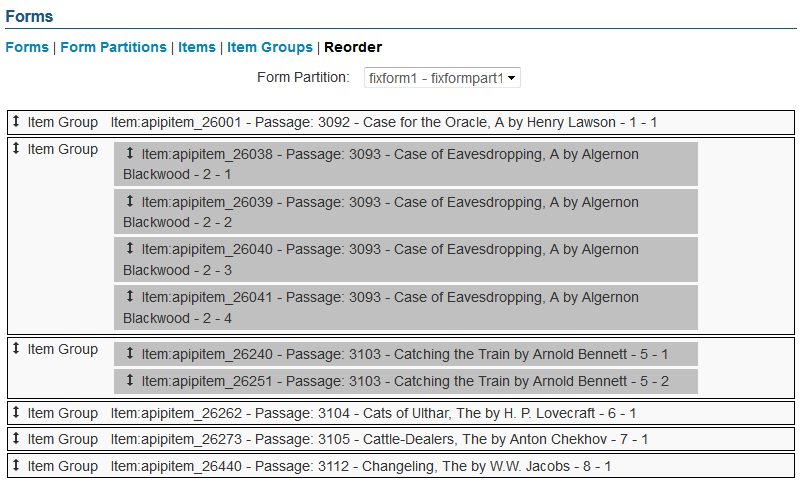 Forms
Forms | Form Partitions | Items | Item Groups | Reorder
Form Partition: fixform1 - fixformpart1
Item Group Item:apipitem_26001 - Passage: 3092 - Case for the Oracle, A by Henry Lawson - 1 - 1
Item Group
Item:apipitem_26038 - Passage: 3093 - Case of Eavesdropping, A by Algernon
Blackwood - 2 - 1
Item:apipitem_26039 - Passage: 3093 - Case of Eavesdropping, A by Algernon
Blackwood - 2 - 2
Item:apipitem_26040 - Passage: 3093 - Case of Eavesdropping, A by Algernon
Blackwood - 2 - 3
Item:apipitem_26041 - Passage: 3093 - Case of Eavesdropping, A by Algernon
Blackwood - 2 - 4
Item Group
Item:apipitem_26240 - Passage: 3103 - Catching the Train by Arnold Bennett - 5 - 1
Item:apipitem_26251 - Passage: 3103 - Catching the Train by Arnold Bennett - 5 - 2
Item Group Item:apipitem_26262 - Passage: 3104 - Cats of Ulthar, The by H. P. Lovecraft - 6 - 1
Item Group Item:apipitem_26273 - Passage: 3105 - Cattle-Dealers, The by Anton Chekhov - 7 - 1
Item Group Item:apipitem_26440 - Passage: 3112 - Changeling, The by W.W. Jacobs - 8 - 1